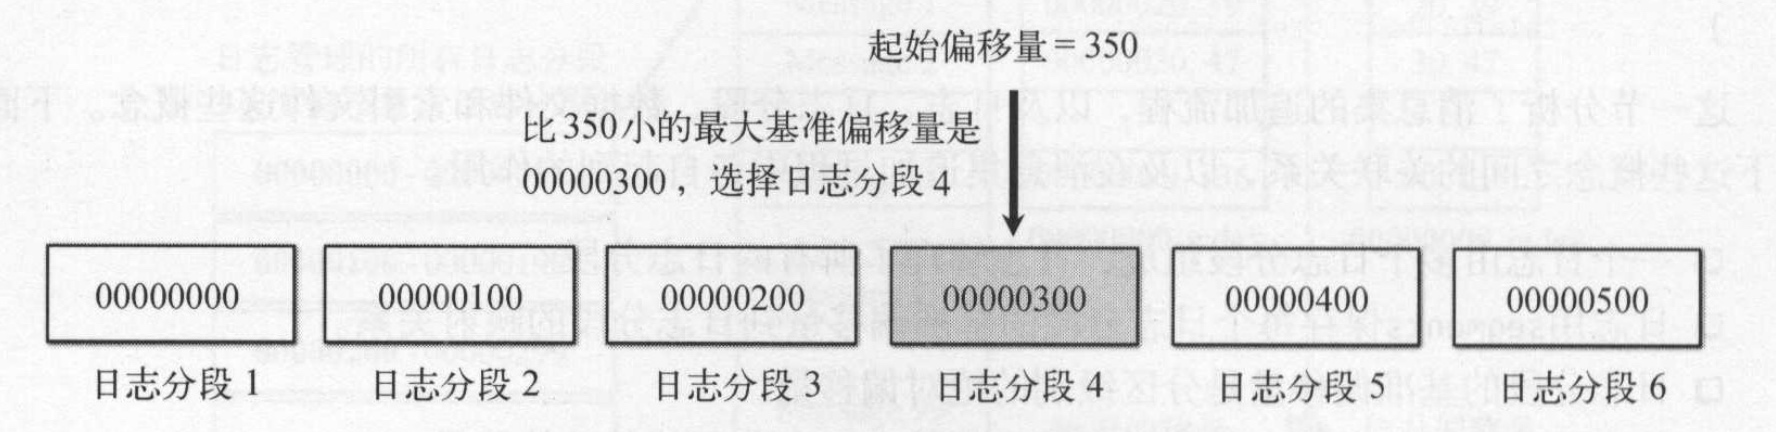 起始偏移量 = 350
比350小的最大基准偏移量是
00000300，选择日志分段 4
00000000 00000100 00000200 00000300 00000400 00000500
日志分段 1 日志分段 2 日志分段 3 日志分段 4 日志分段 5 日志分段 6